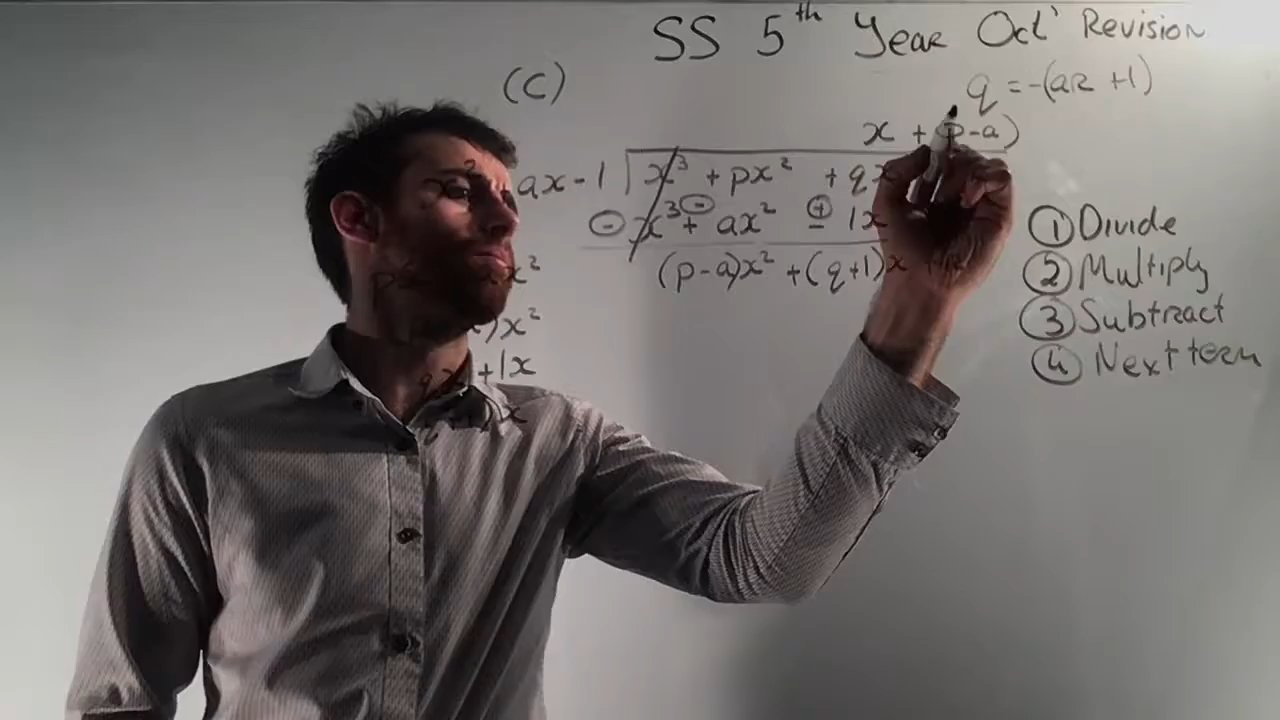 SS 5th Year Oct' Revision
(C)
q = -(ar + 1)
x + (p-a)
x² ax - 1 x³ + px² + qx
⊖ x³ + ⊖ ax² ⊕ - 1x
(p-a)x² + (q+1)x
x²
)x²
+1x
x
① Divide
② Multiply
③ Subtract
④ Next term